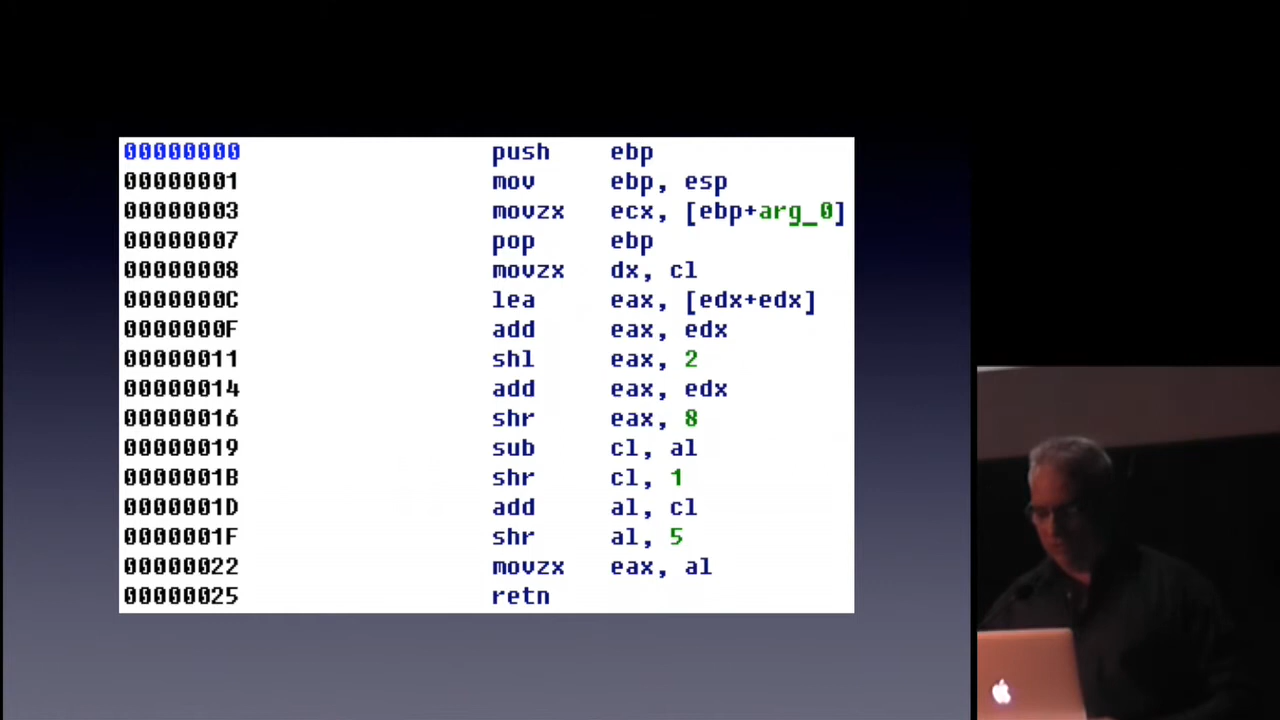 00000000 push ebp
00000001 mov ebp, esp
00000003 movzx ecx, [ebp+arg_0]
00000007 pop ebp
00000008 movzx dx, cl
0000000C lea eax, [edx+edx]
0000000F add eax, edx
00000011 shl eax, 2
00000014 add eax, edx
00000016 shr eax, 8
00000019 sub cl, al
0000001B shr cl, 1
0000001D add al, cl
0000001F shr al, 5
00000022 movzx eax, al
00000025 retn